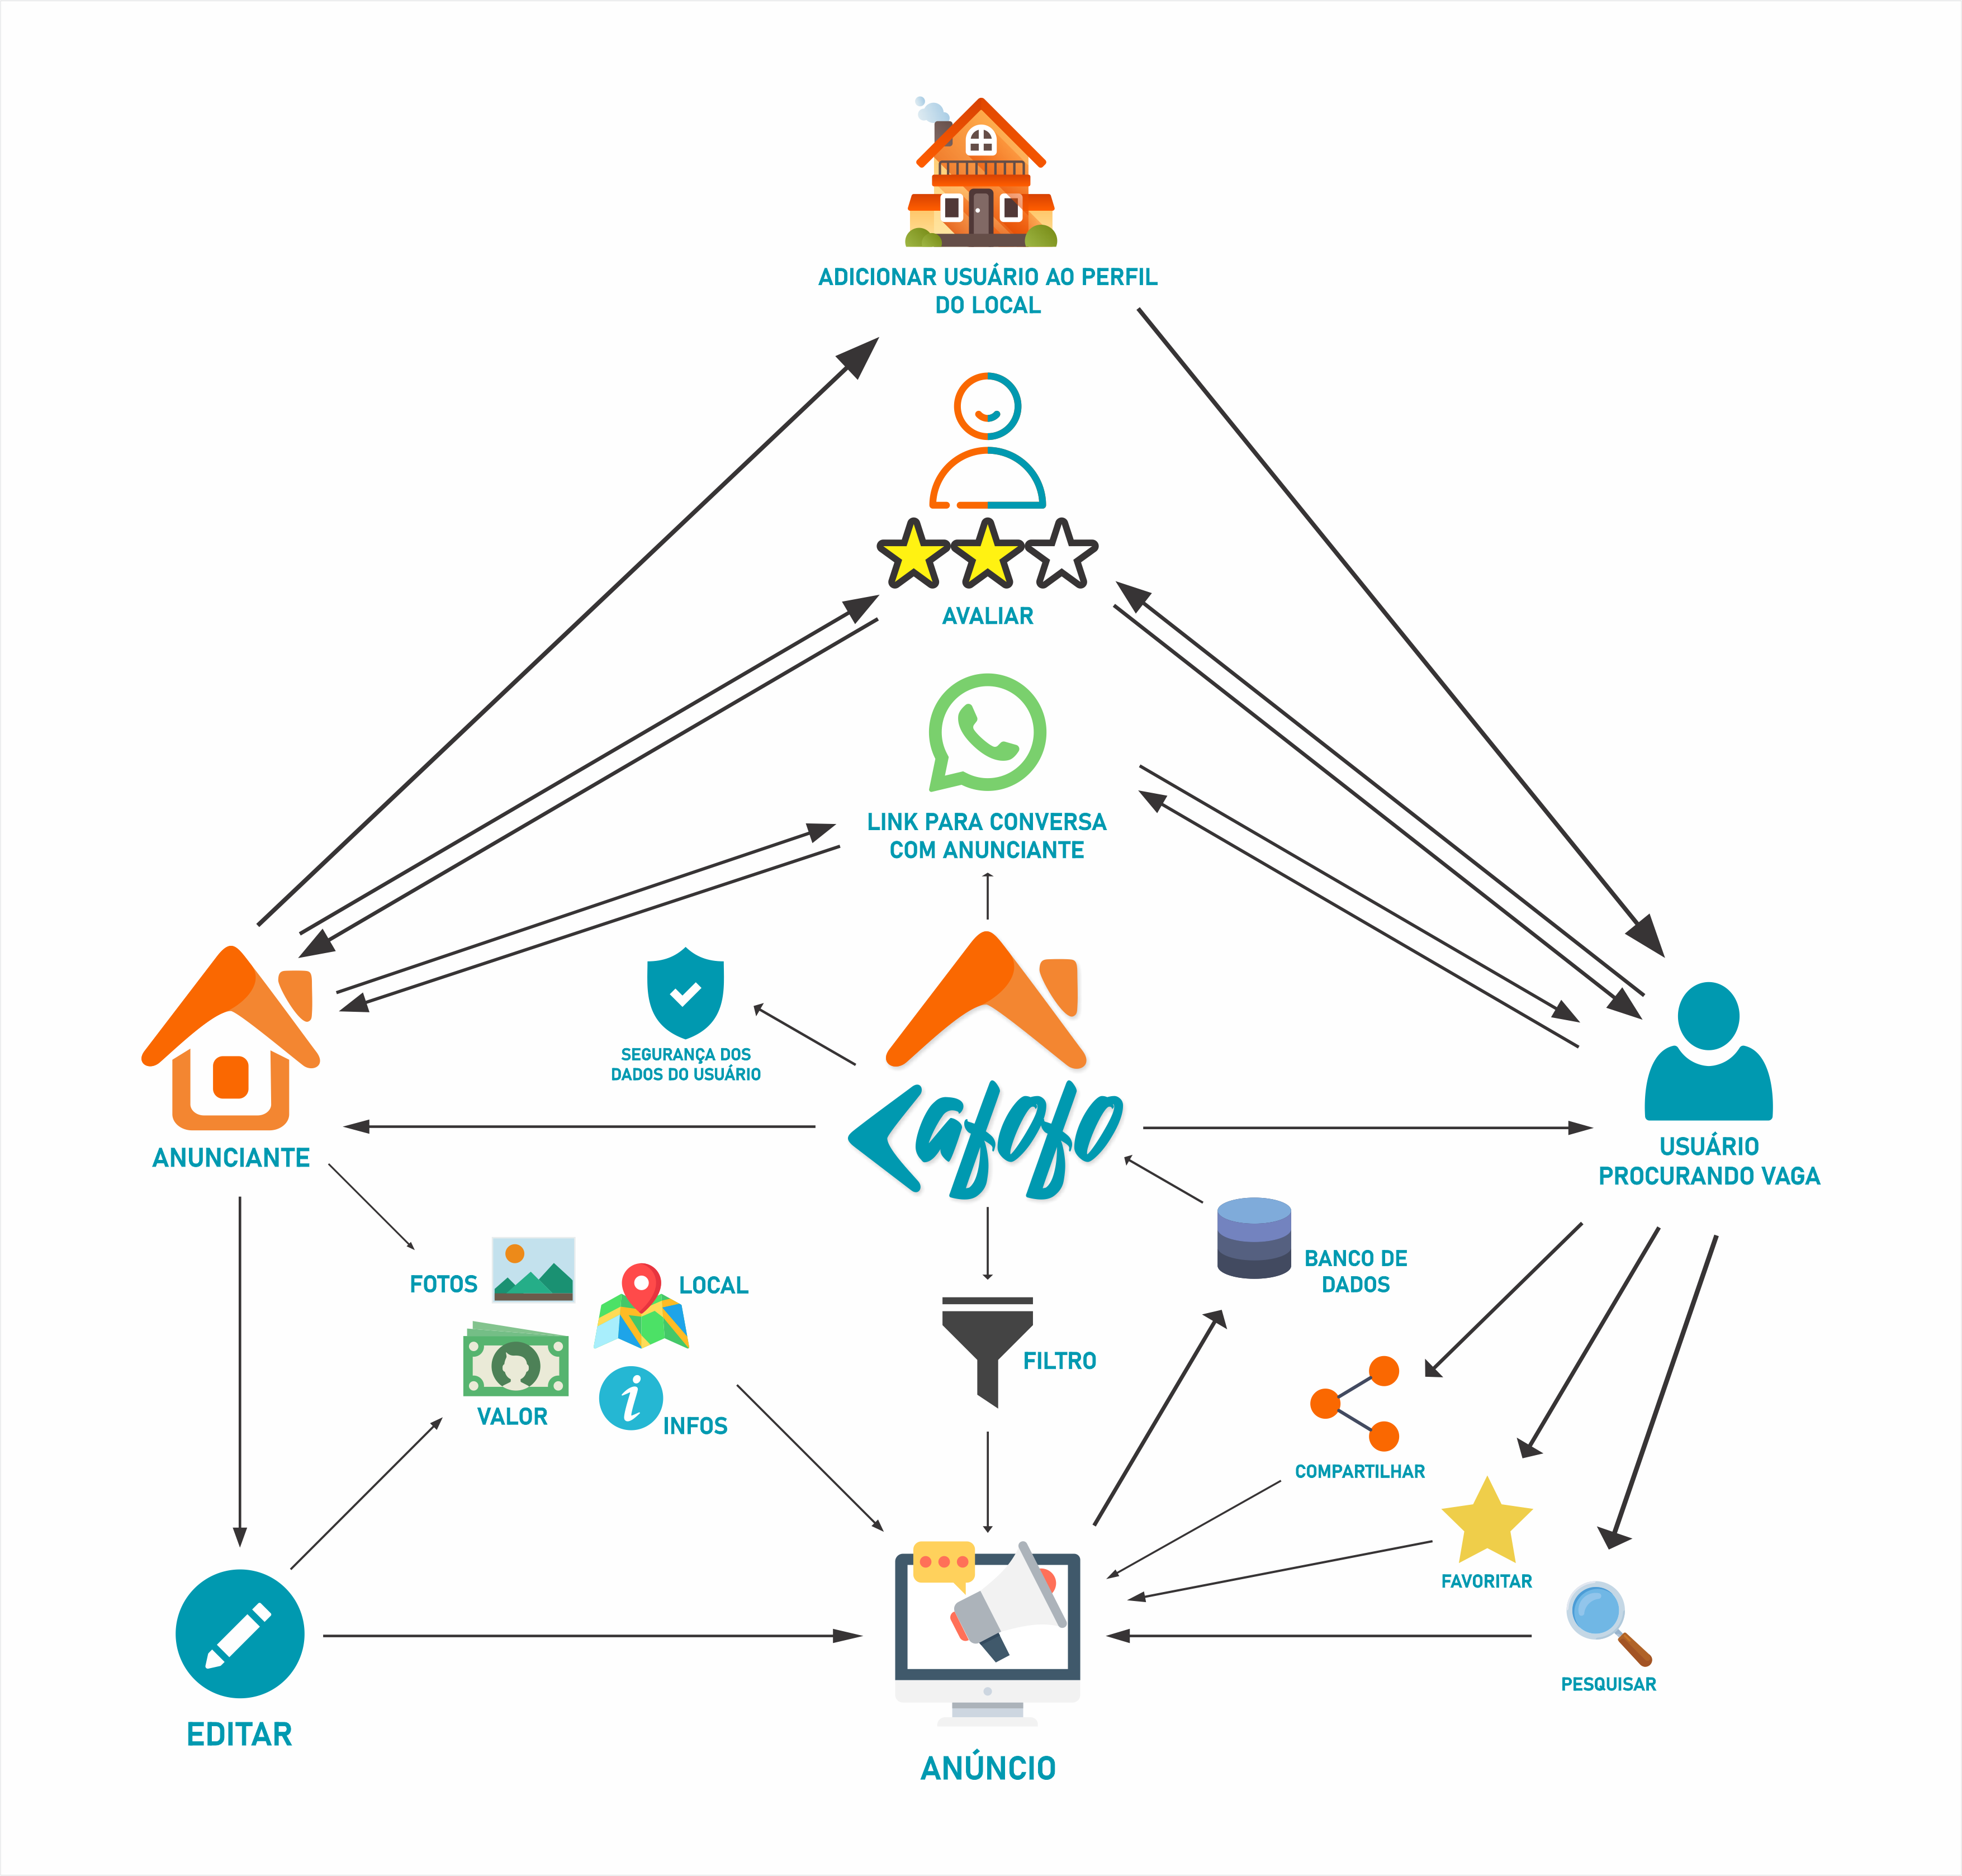 ADICIONAR USUÁRIO AO PERFIL
DO LOCAL
AVALIAR
LINK PARA CONVERSA
COM ANUNCIANTE
SEGURANÇA DOS
DADOS DO USUÁRIO
ANUNCIANTE
USUÁRIO
PROCURANDO VAGA
BANCO DE
DADOS
FOTOS
LOCAL
VALOR
INFOS
FILTRO
COMPARTILHAR
FAVORITAR
PESQUISAR
EDITAR
ANÚNCIO